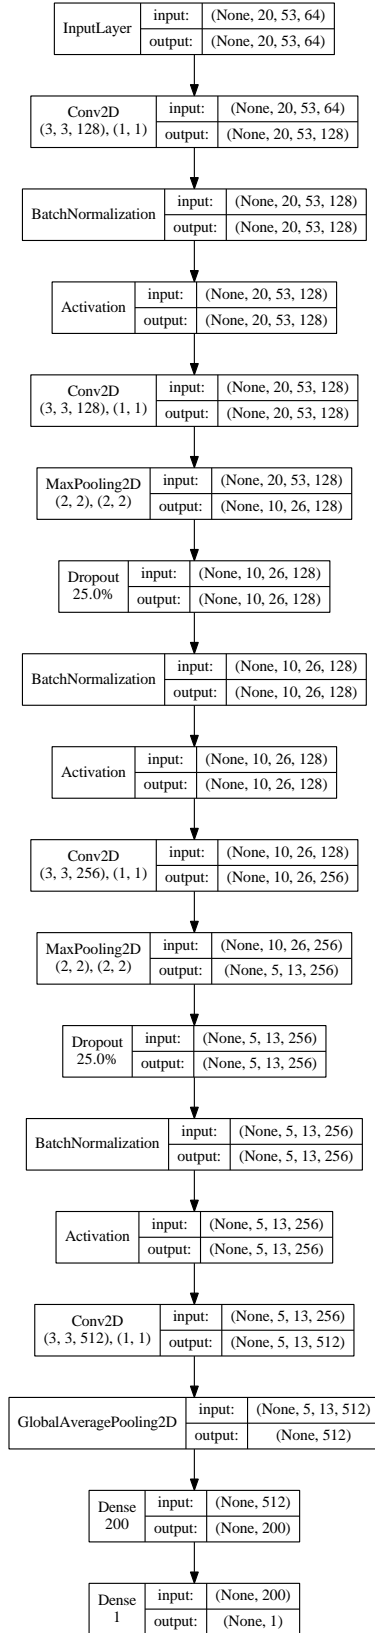 InputLayer
input: (None, 20, 53, 64)
output: (None, 20, 53, 64)
Conv2D
(3, 3, 128), (1, 1)
input: (None, 20, 53, 64)
output: (None, 20, 53, 128)
BatchNormalization
input: (None, 20, 53, 128)
output: (None, 20, 53, 128)
Activation
input: (None, 20, 53, 128)
output: (None, 20, 53, 128)
Conv2D
(3, 3, 128), (1, 1)
input: (None, 20, 53, 128)
output: (None, 20, 53, 128)
MaxPooling2D
(2, 2), (2, 2)
input: (None, 20, 53, 128)
output: (None, 10, 26, 128)
Dropout
25.0%
input: (None, 10, 26, 128)
output: (None, 10, 26, 128)
BatchNormalization
input: (None, 10, 26, 128)
output: (None, 10, 26, 128)
Activation
input: (None, 10, 26, 128)
output: (None, 10, 26, 128)
Conv2D
(3, 3, 256), (1, 1)
input: (None, 10, 26, 128)
output: (None, 10, 26, 256)
MaxPooling2D
(2, 2), (2, 2)
input: (None, 10, 26, 256)
output: (None, 5, 13, 256)
Dropout
25.0%
input: (None, 5, 13, 256)
output: (None, 5, 13, 256)
BatchNormalization
input: (None, 5, 13, 256)
output: (None, 5, 13, 256)
Activation
input: (None, 5, 13, 256)
output: (None, 5, 13, 256)
Conv2D
(3, 3, 512), (1, 1)
input: (None, 5, 13, 256)
output: (None, 5, 13, 512)
GlobalAveragePooling2D
input: (None, 5, 13, 512)
output: (None, 512)
Dense
200
input: (None, 512)
output: (None, 200)
Dense
1
input: (None, 200)
output: (None, 1)